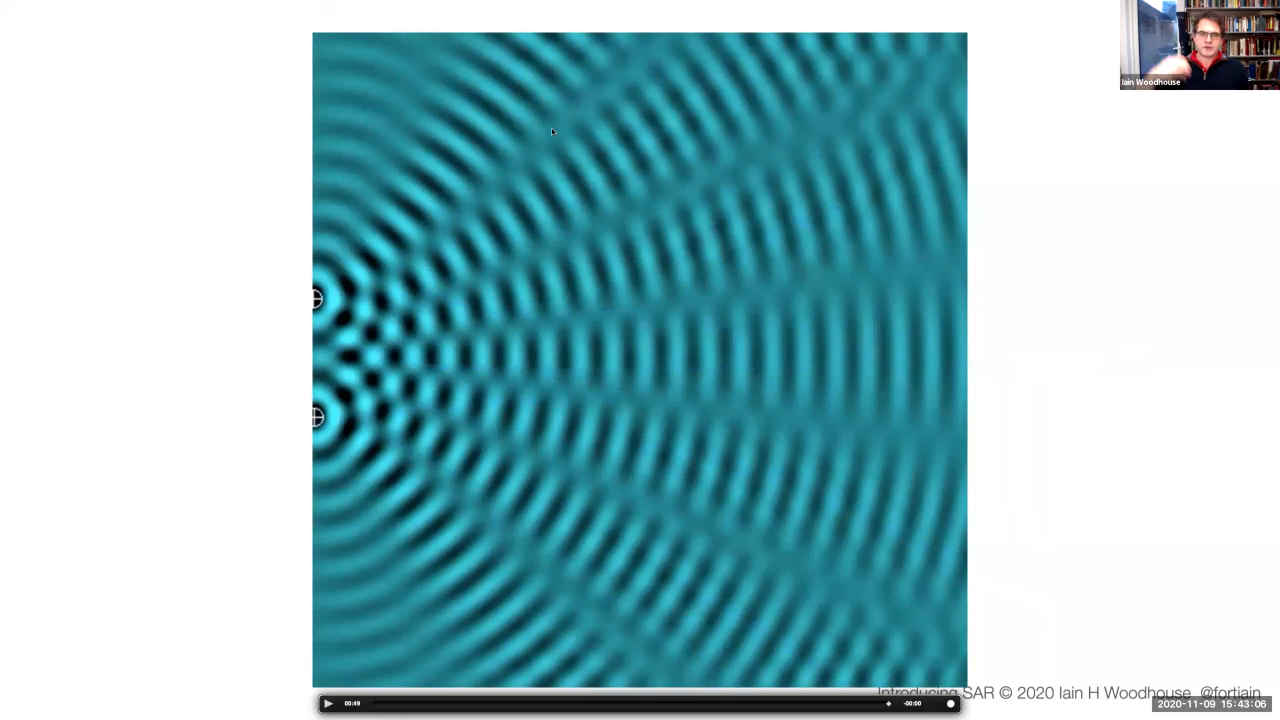 Iain Woodhouse
Introducing SAR © 2020 Iain H Woodhouse @fortiain
00:49
-00:00
2020-11-09 15:43:06